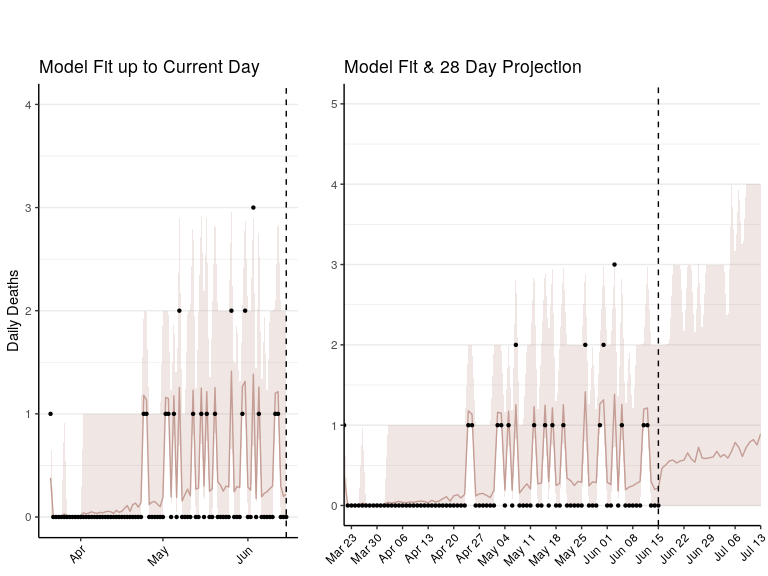 Model Fit up to Current Day
Daily Deaths
4
3
2
1
0
Apr
May
Jun
Model Fit & 28 Day Projection
5
4
3
2
1
0
Mar 23
Mar 30
Apr 06
Apr 13
Apr 20
Apr 27
May 04
May 11
May 18
May 25
Jun 01
Jun 08
Jun 15
Jun 22
Jun 29
Jul 06
Jul 13